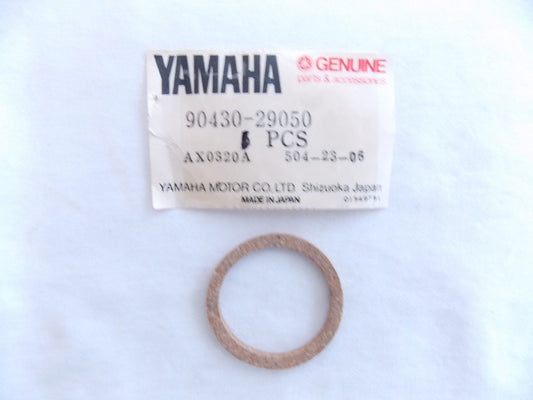 YAMAHA
GENUINE
parts & accessories
90430-29050
PCS
AX0320A 504-23-06
YAMAHA MOTOR CO., LTD. Shizuoka Japan
MADE IN JAPAN